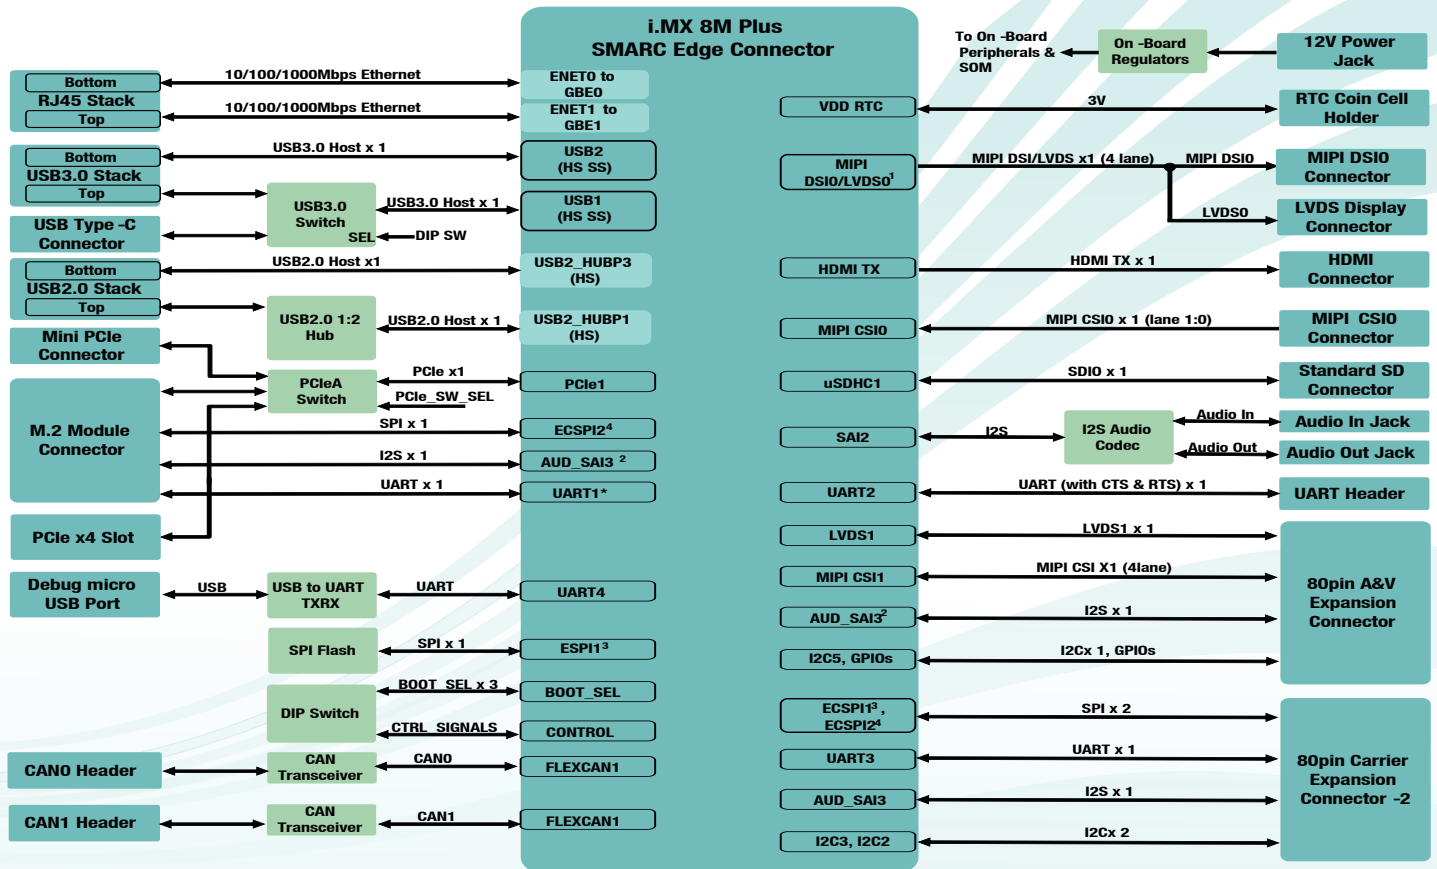 i.MX 8M Plus
SMARC Edge Connector
Bottom
RJ45 Stack
Top
10/100/1000Mbps Ethernet
10/100/1000Mbps Ethernet
ENET0 to
GBE0
ENET1 to
GBE1
Bottom
USB3.0 Stack
Top
USB3.0 Host x 1
USB2
(HS SS)
USB3.0
Switch
SEL
USB3.0 Host x 1
DIP SW
USB1
(HS SS)
USB Type -C
Connector
Bottom
USB2.0 Stack
Top
USB2.0 Host x1
USB2_HUBP3
(HS)
USB2.0 1:2
Hub
USB2.0 Host x 1
USB2_HUBP1
(HS)
Mini PCIe
Connector
PCIeA
Switch
PCIe x1
PCIe_SW_SEL
PCIe1
M.2 Module
Connector
SPI x 1
ECSPI2⁴
I2S x 1
AUD_SAI3 ²
UART x 1
UART1*
PCIe x4 Slot
Debug micro
USB Port
USB
USB to UART
TXRX
UART
UART4
SPI Flash
SPI x 1
ESPI1³
DIP Switch
BOOT_SEL x 3
BOOT_SEL
CTRL_SIGNALS
CONTROL
CAN0 Header
CAN
Transceiver
CAN0
FLEXCAN1
CAN1 Header
CAN
Transceiver
CAN1
FLEXCAN1
To On -Board
Peripherals &
SOM
On -Board
Regulators
12V Power
Jack
VDD RTC
3V
RTC Coin Cell
Holder
MIPI
DSI0/LVDS0¹
MIPI DSI/LVDS x1 (4 lane)
MIPI DSI0
MIPI DSI0
Connector
LVDS0
LVDS Display
Connector
HDMI TX
HDMI TX x 1
HDMI
Connector
MIPI CSI0
MIPI CSI0 x 1 (lane 1:0)
MIPI CSI0
Connector
uSDHC1
SDIO x 1
Standard SD
Connector
SAI2
I2S
I2S Audio
Codec
Audio In
Audio In Jack
Audio Out
Audio Out Jack
UART2
UART (with CTS & RTS) x 1
UART Header
LVDS1
LVDS1 x 1
MIPI CSI1
MIPI CSI X1 (4lane)
AUD_SAI3²
I2S x 1
I2C5, GPIOs
I2Cx 1, GPIOs
80pin A&V
Expansion
Connector
ECSPI1³ ,
ECSPI2⁴
SPI x 2
UART3
UART x 1
AUD_SAI3
I2S x 1
I2C3, I2C2
I2Cx 2
80pin Carrier
Expansion
Connector -2